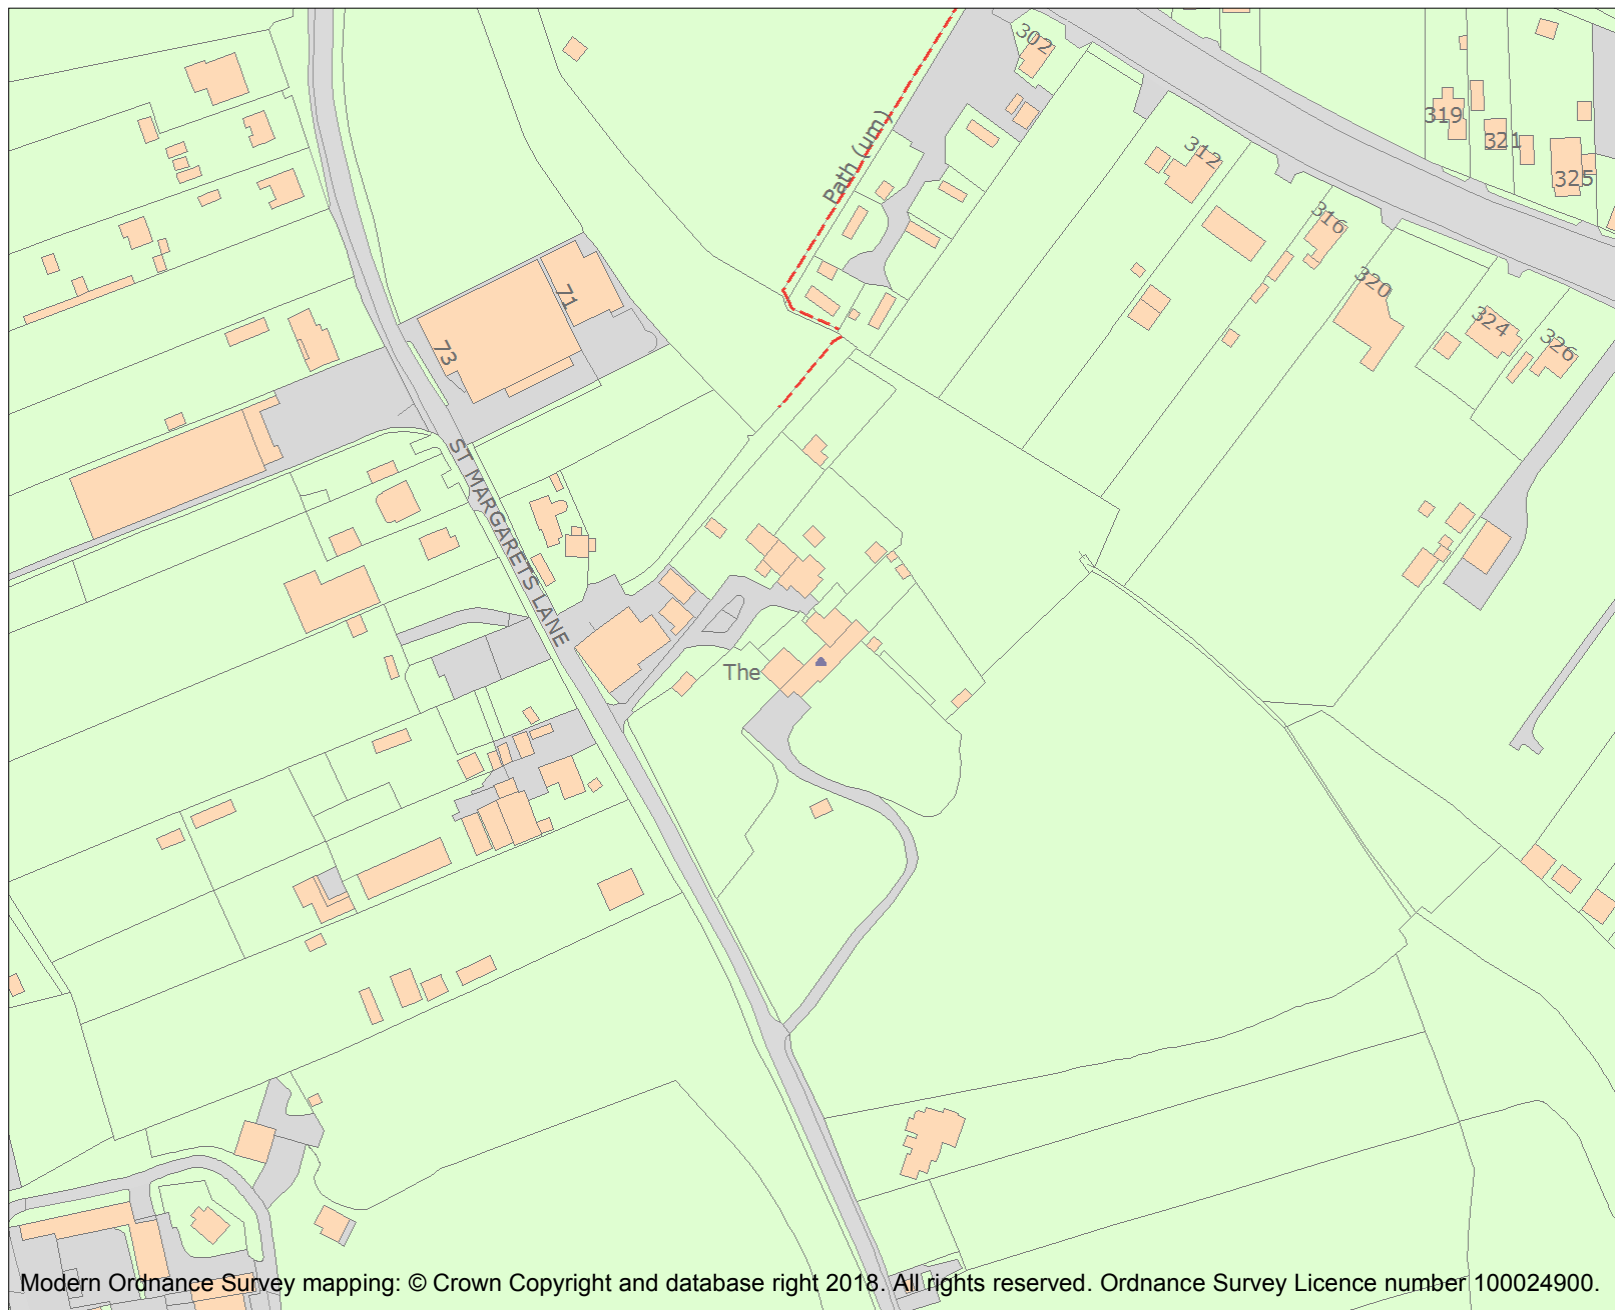 302
319
321
325
Path (um)
312
316
320
324
326
71
73
ST MARGARETS LANE
The
Modern Ordnance Survey mapping: © Crown Copyright and database right 2018. All rights reserved. Ordnance Survey Licence number 100024900.